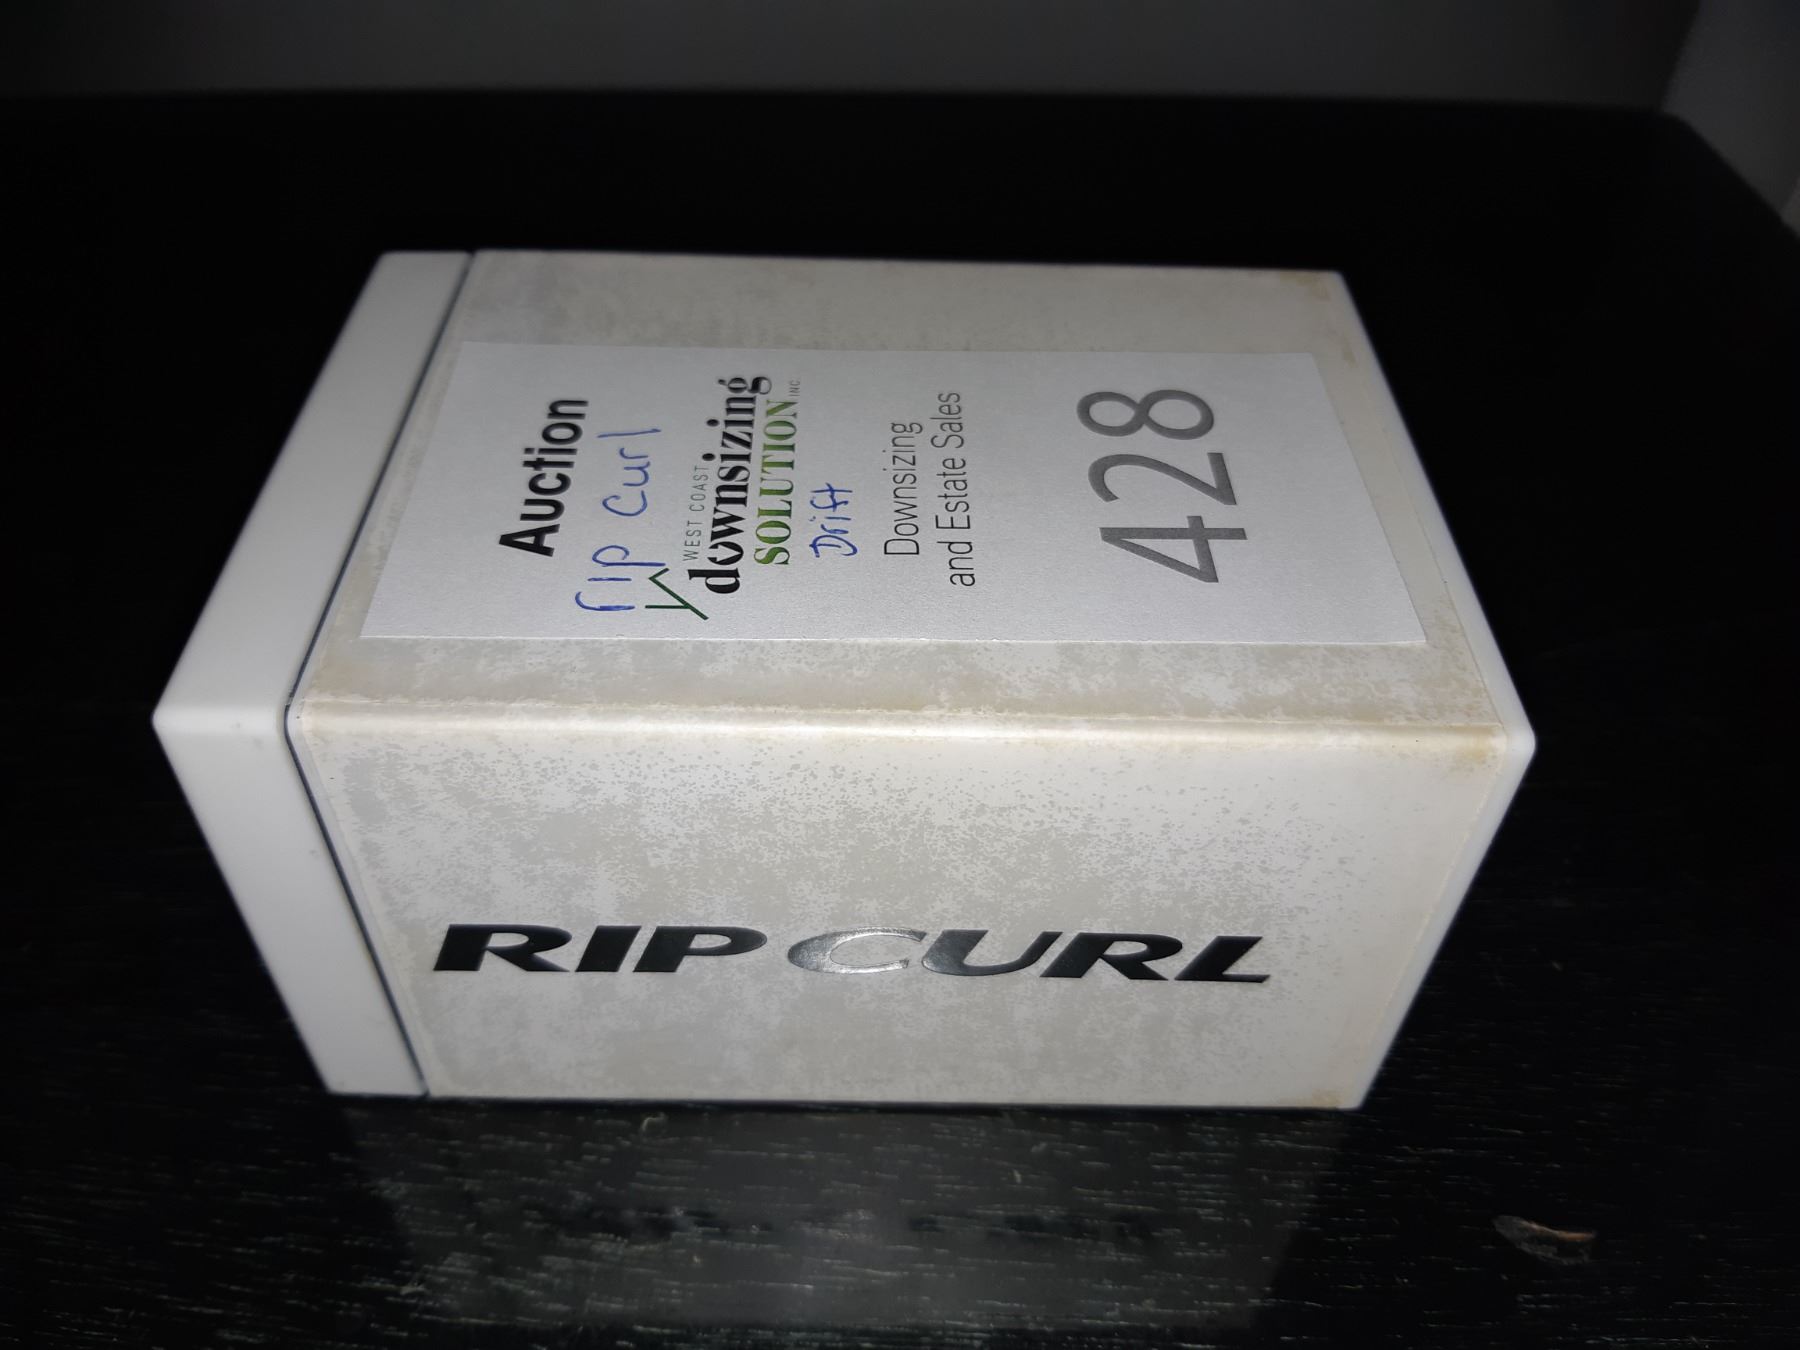 Auction
rip curl
WEST COAST
downsizing
SOLUTION INC.
Drift
Downsizing
and Estate Sales
428
RIP CURL